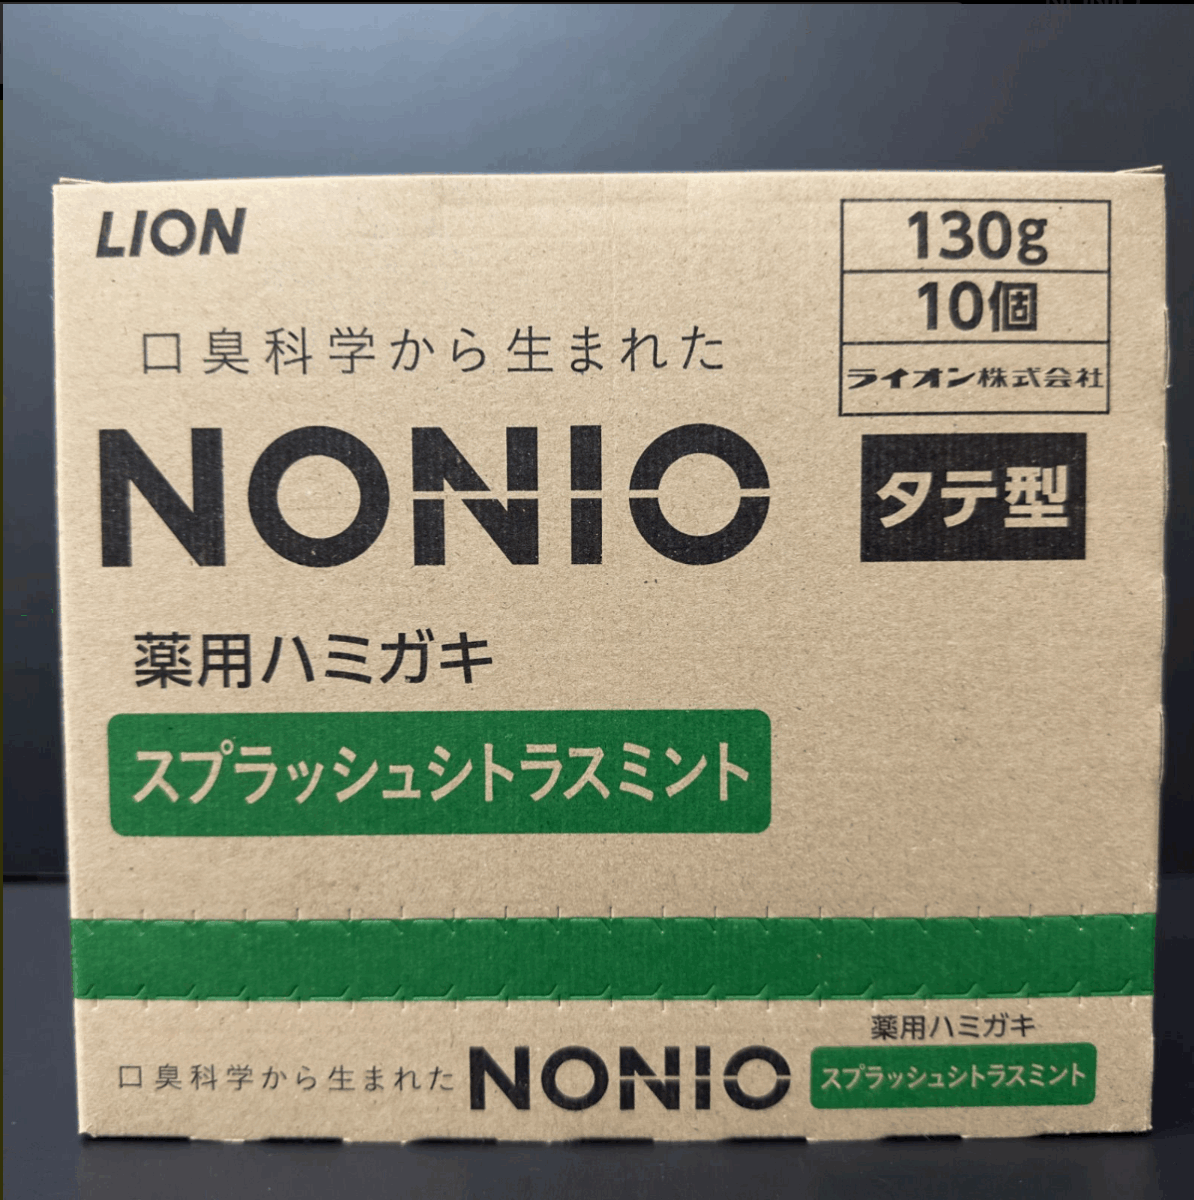 LION
130g
10個
ライオン株式会社
口臭科学から生まれた
NONIO
タテ型
薬用ハミガキ
スプラッシュシトラスミント
薬用ハミガキ
口臭科学から生まれた NONIO スプラッシュシトラスミント